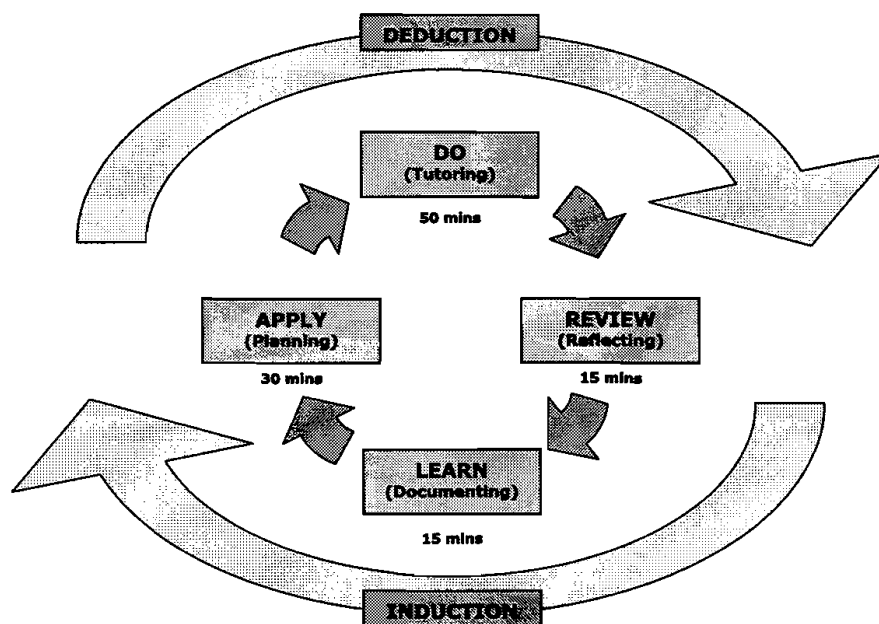 DEDUCTION
DO
(Tutoring)
50 mins
APPLY
(Planning)
30 mins
REVIEW
(Reflecting)
15 mins
LEARN
(Documenting)
15 mins
INDUCTION